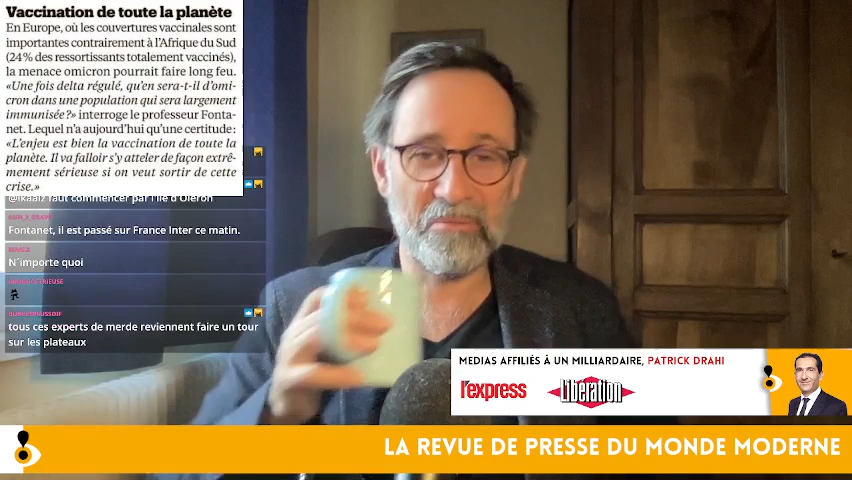 Vaccination de toute la planète
En Europe, où les couvertures vaccinales sont
importantes contrairement à l'Afrique du Sud
(24% des ressortissants totalement vaccinés),
la menace omicron pourrait faire long feu.
«Une fois delta régulé, qu'en sera-t-il d'omi-
cron dans une population qui sera largement
immunisée?» interroge le professeur Fonta-
net. Lequel n'a aujourd'hui qu'une certitude:
«L'enjeu est bien la vaccination de toute la
planète. Il va falloir s'y atteler de façon extrê-
mement sérieuse si on veut sortir de cette
crise.»
faut commencer par l'île d'Oléron
Fontanet, il est passé sur France Inter ce matin.
N'importe quoi
tous ces experts de merde reviennent faire un tour
sur les plateaux
MEDIAS AFFILIÉS À UN MILLIARDAIRE, PATRICK DRAHI
l'express
Libération
LA REVUE DE PRESSE DU MONDE MODERNE